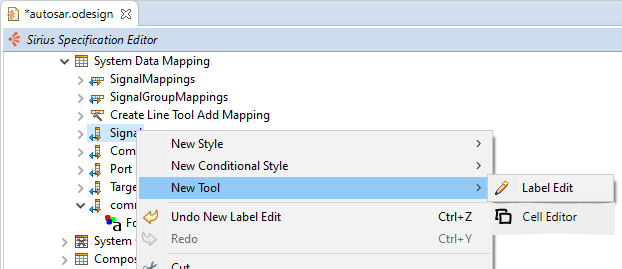 *autosar.odesign
Sirius Specification Editor
System Data Mapping
SignalMappings
SignalGroupMappings
Create Line Tool Add Mapping
Signal
Com
Port
Targe
comm
Fo
System
Compos
New Style
New Conditional Style
New Tool
Undo New Label Edit Ctrl+Z
Redo Ctrl+Y
Cut
Label Edit
Cell Editor